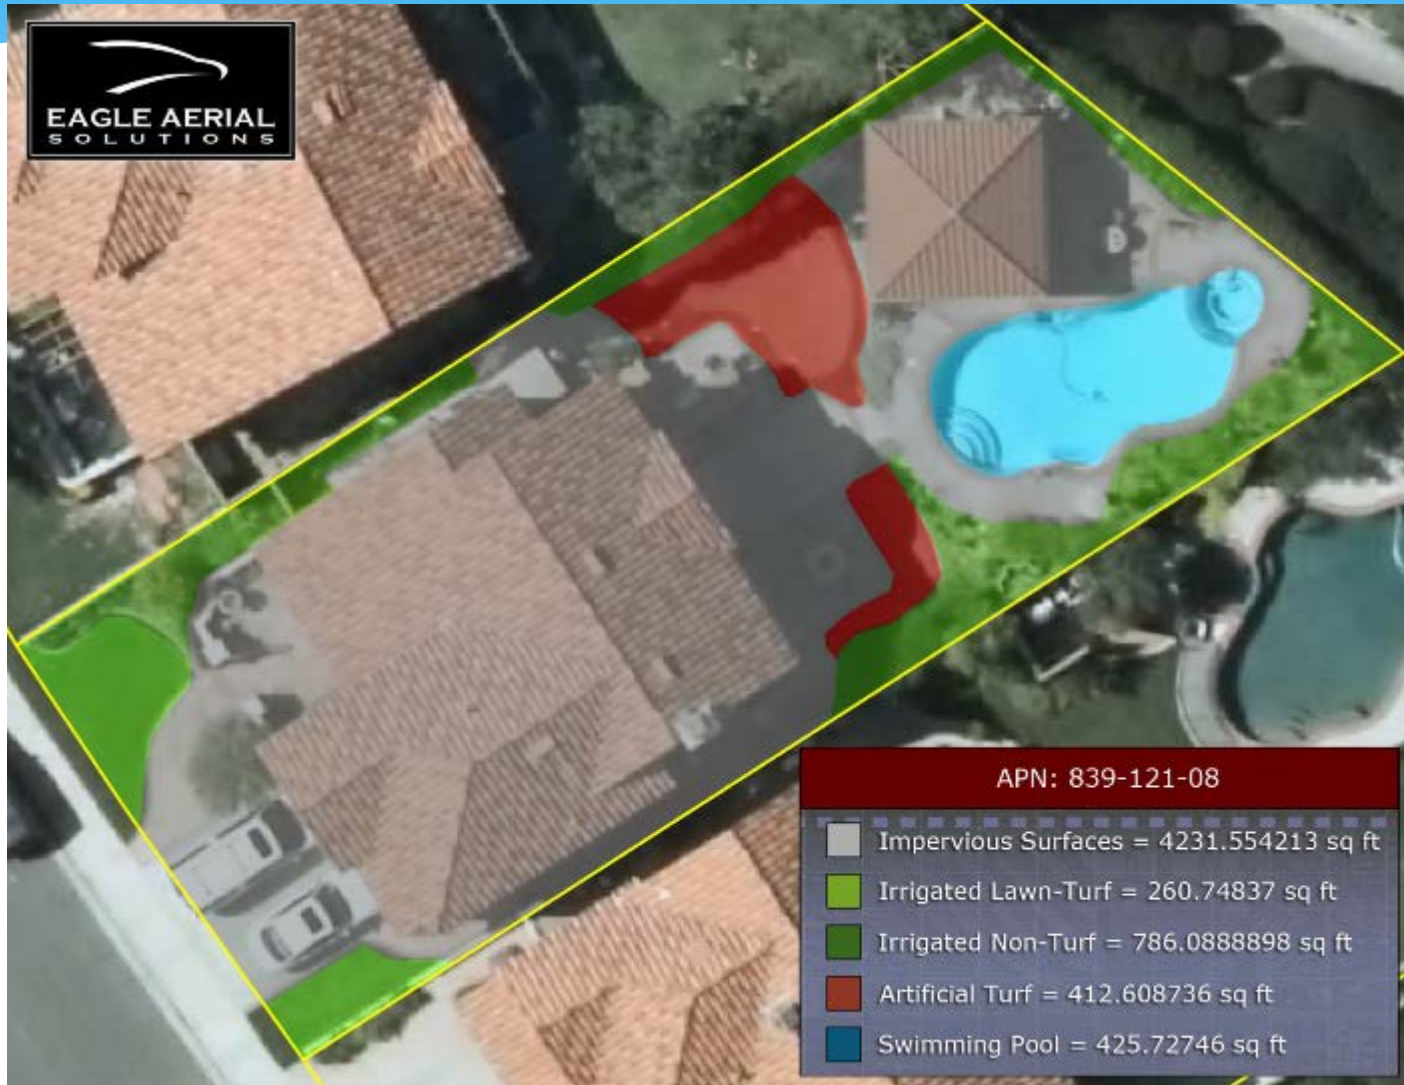 EAGLE AERIAL
SOLUTIONS
APN: 839-121-08
Impervious Surfaces = 4231.554213 sq ft
Irrigated Lawn-Turf = 260.74837 sq ft
Irrigated Non-Turf = 786.0888898 sq ft
Artificial Turf = 412.608736 sq ft
Swimming Pool = 425.72746 sq ft